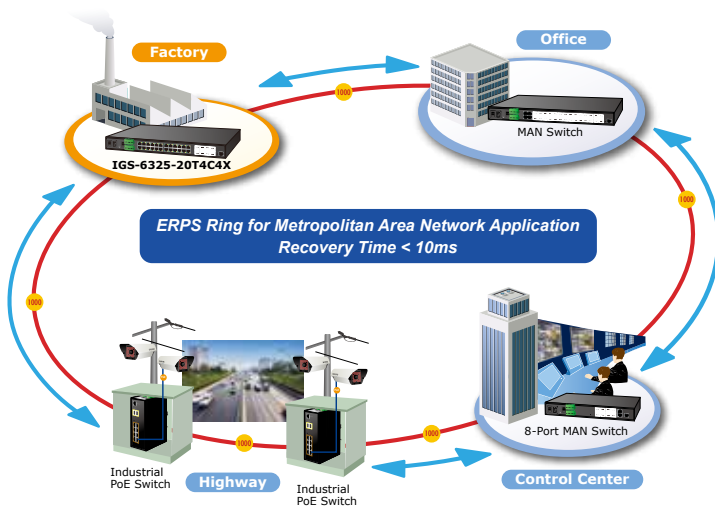 Factory
Office
1000
MAN Switch
IGS-6325-20T4C4X
1000
ERPS Ring for Metropolitan Area Network Application
Recovery Time < 10ms
1000
8-Port MAN Switch
1000
1000
Industrial
PoE Switch
Highway
Industrial
PoE Switch
Control Center